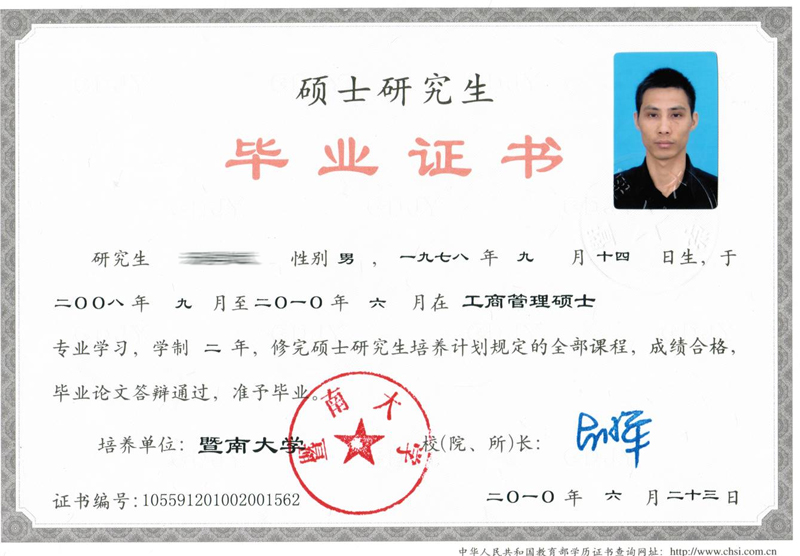 硕士研究生
毕业证书
研究生 性别 男 ，一九七八 年 九 月 十四 日生，于
二〇〇八 年 九 月至 二〇一〇 年 六 月在 工商管理硕士
专业学习，学制 二 年，修完硕士研究生培养计划规定的全部课程，成绩合格，
毕业论文答辩通过，准予毕业。
暨南大学
培养单位：暨南大学 校(院、所)长：
证书编号：105591201002001562 二〇一〇 年 六 月 二十三 日
中华人民共和国教育部学历证书查询网址：http://www.chsi.com.cn